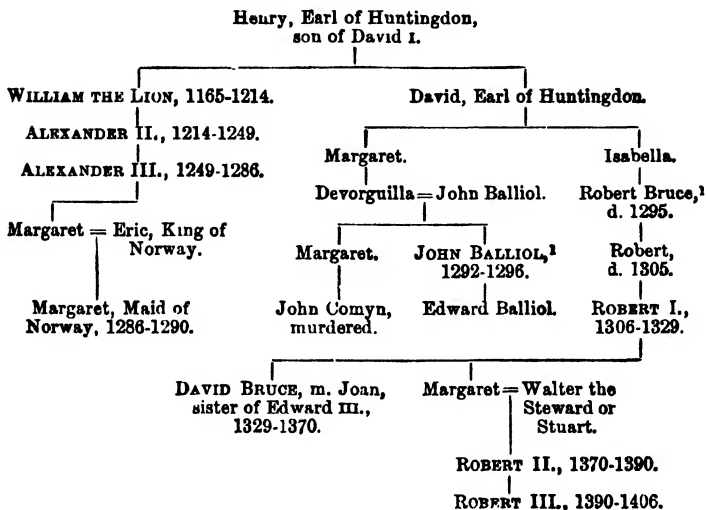 Henry, Earl of Huntingdon,
son of David I.
WILLIAM THE LION, 1165-1214.
David, Earl of Huntingdon.
ALEXANDER II., 1214-1249.
ALEXANDER III., 1249-1286.
Margaret.
Isabella.
Devorguilla = John Balliol.
Robert Bruce,¹
d. 1295.
Margaret = Eric, King of
Norway.
Margaret.
JOHN BALLIOL,¹
1292-1296.
Robert,
d. 1305.
Margaret, Maid of
Norway, 1286-1290.
John Comyn,
murdered.
Edward Balliol.
ROBERT I.,
1306-1329.
DAVID BRUCE, m. Joan,
sister of Edward III.,
1329-1370.
Margaret = Walter the
Steward or
Stuart.
ROBERT II., 1370-1390.
ROBERT III., 1390-1406.